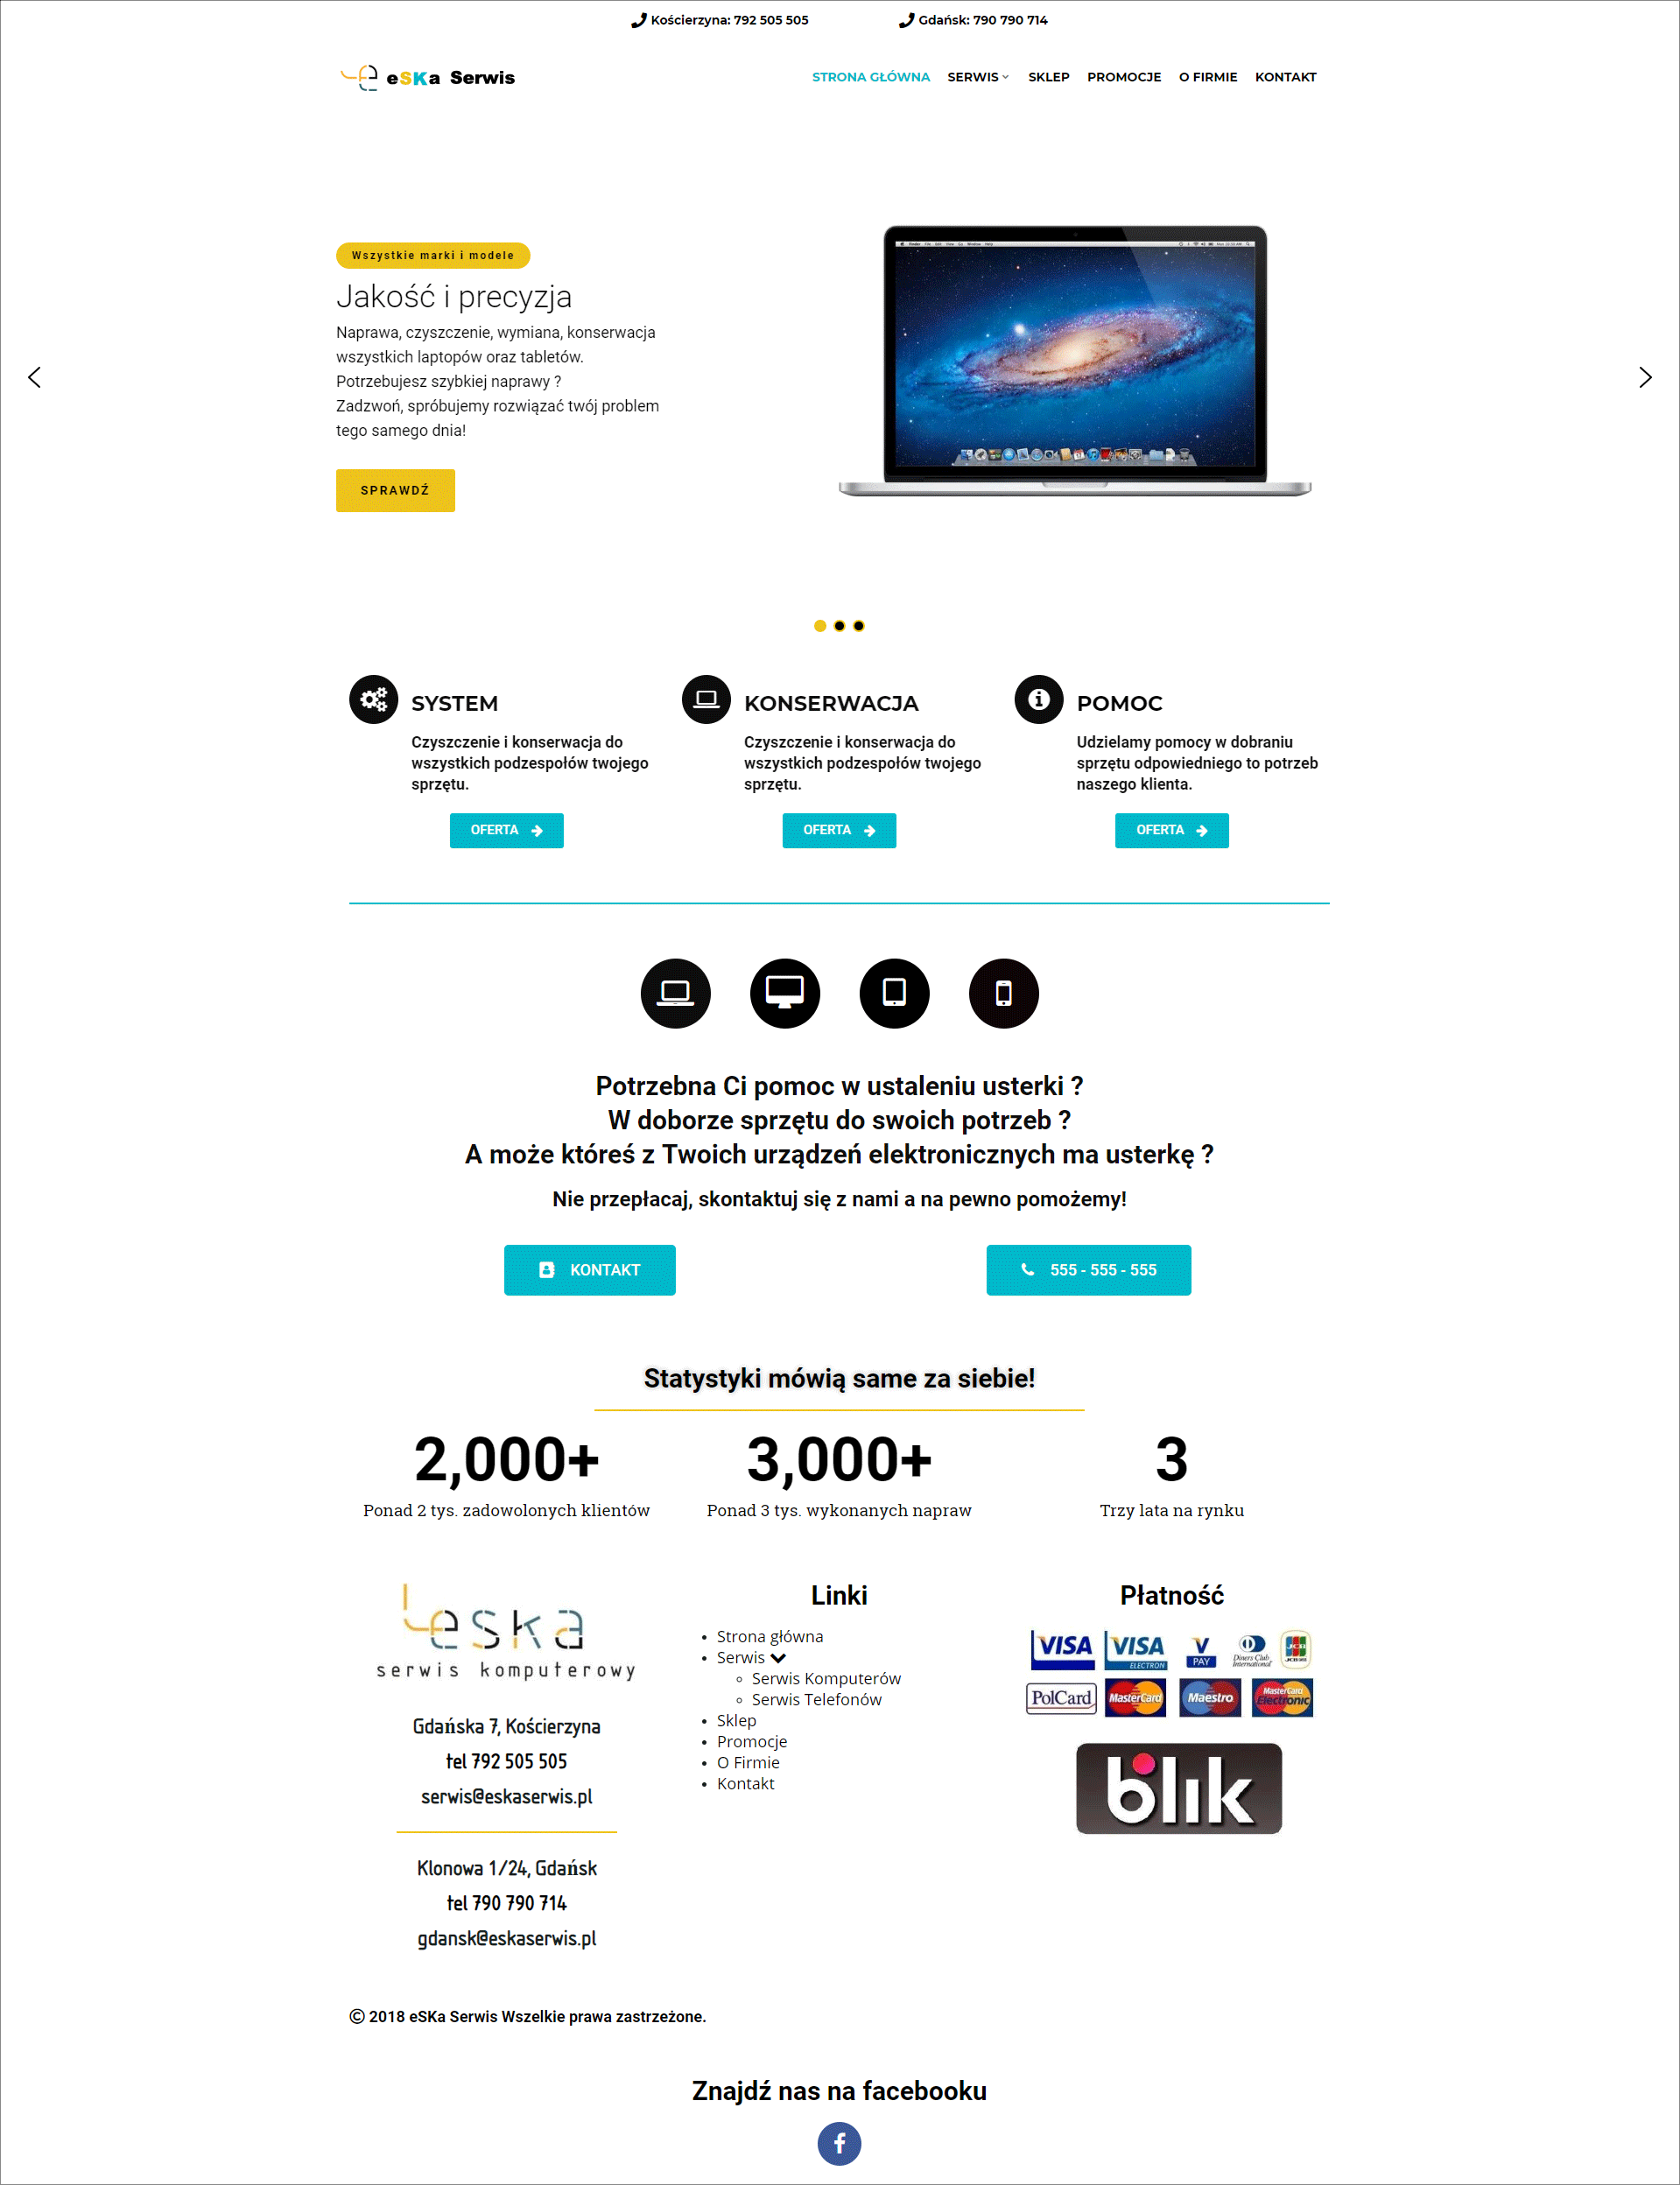 Kościerzyna: 792 505 505
Gdańsk: 790 790 714
eSKa Serwis
STRONA GŁÓWNA SERWIS SKLEP PROMOCJE O FIRMIE KONTAKT
Wszystkie marki i modele
Jakość i precyzja
Naprawa, czyszczenie, wymiana, konserwacja
wszystkich laptopów oraz tabletów.
Potrzebujesz szybkiej naprawy ?
Zadzwoń, spróbujemy rozwiązać twój problem
tego samego dnia!
SPRAWDŹ
SYSTEM
Czyszczenie i konserwacja do
wszystkich podzespołów twojego
sprzętu.
OFERTA
KONSERWACJA
Czyszczenie i konserwacja do
wszystkich podzespołów twojego
sprzętu.
OFERTA
POMOC
Udzielamy pomocy w dobraniu
sprzętu odpowiedniego to potrzeb
naszego klienta.
OFERTA
Potrzebna Ci pomoc w ustaleniu usterki ?
W doborze sprzętu do swoich potrzeb ?
A może któreś z Twoich urządzeń elektronicznych ma usterkę ?
Nie przepłacaj, skontaktuj się z nami a na pewno pomożemy!
KONTAKT
555 - 555 - 555
Statystyki mówią same za siebie!
2,000+
Ponad 2 tys. zadowolonych klientów
3,000+
Ponad 3 tys. wykonanych napraw
3
Trzy lata na rynku
eska
serwis komputerowy
Gdańska 7, Kościerzyna
tel 792 505 505
serwis@eskaserwis.pl
Klonowa 1/24, Gdańsk
tel 790 790 714
gdansk@eskaserwis.pl
Linki
Strona główna
Serwis
Serwis Komputerów
Serwis Telefonów
Sklep
Promocje
O Firmie
Kontakt
Płatność
VISA
VISA ELECTRON
V PAY
Diners Club International
JCB
PolCard
MasterCard
Maestro
MasterCard Electronic
blik
© 2018 eSKa Serwis Wszelkie prawa zastrzeżone.
Znajdź nas na facebooku